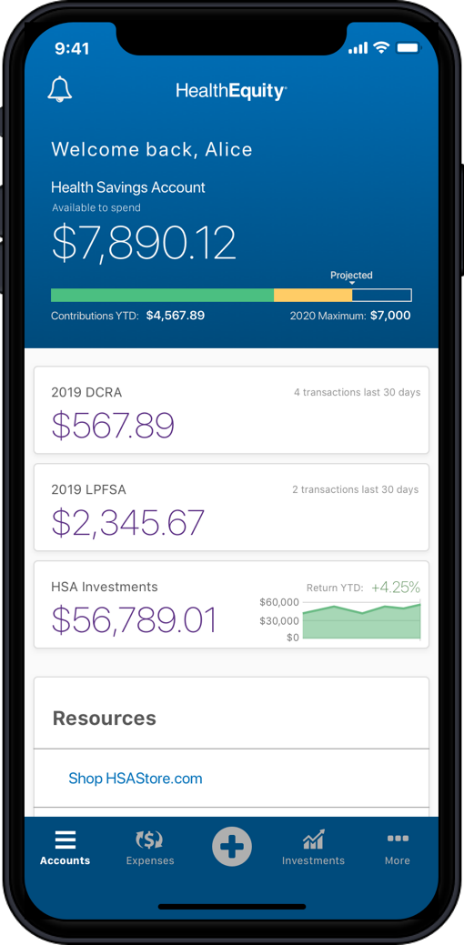 9:41
HealthEquity
Welcome back, Alice
Health Savings Account
Available to spend
$7,890.12
Projected
Contributions YTD: $4,567.89 2020 Maximum: $7,000
2019 DCRA 4 transactions last 30 days
$567.89
2019 LPFSA 2 transactions last 30 days
$2,345.67
HSA Investments Return YTD: +4.25%
$56,789.01
$60,000
$30,000
$0
Resources
Shop HSAStore.com
Accounts Expenses Investments More